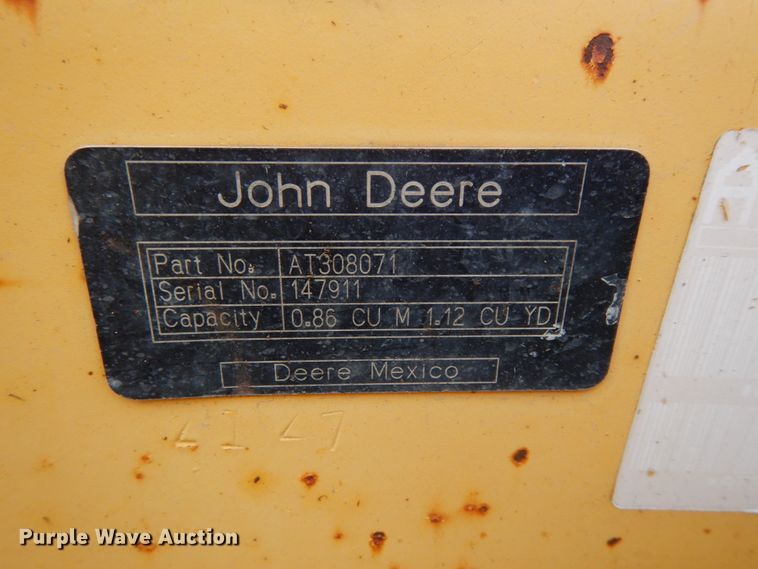 John Deere
Part No. AT308071
Serial No. 147911
Capacity 0.86 CU M 1.12 CU YD
Deere Mexico
Purple Wave Auction